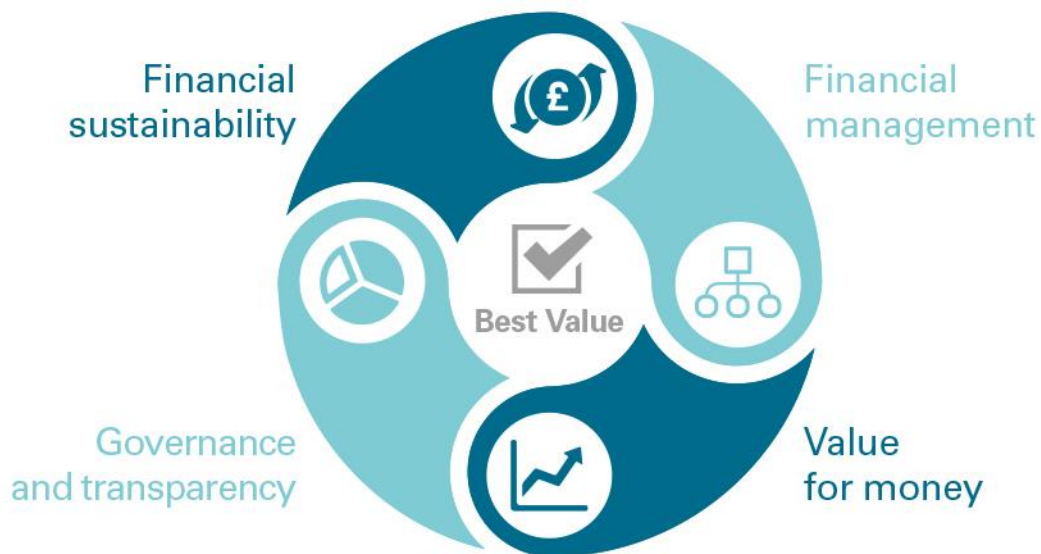 Financial
sustainability
Financial
management
£
Best Value
Governance
and transparency
Value
for money